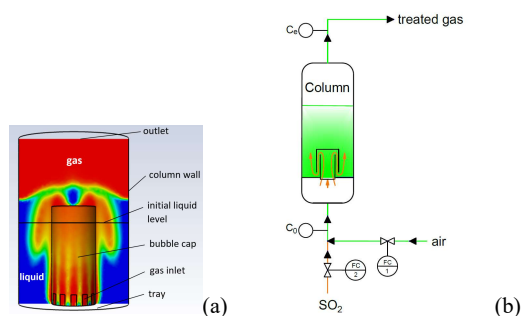 outlet
gas
column wall
initial liquid
level
bubble cap
liquid
gas inlet
tray
(a)
treated gas
Ce
Column
C0
air
FC
1
FC
2
SO2
(b)